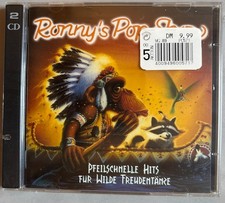 2 CD
Ronny's Pop Show
DM 9,99
PFEILSCHNELLE HITS
FÜR WILDE FREUDENTÄNZE